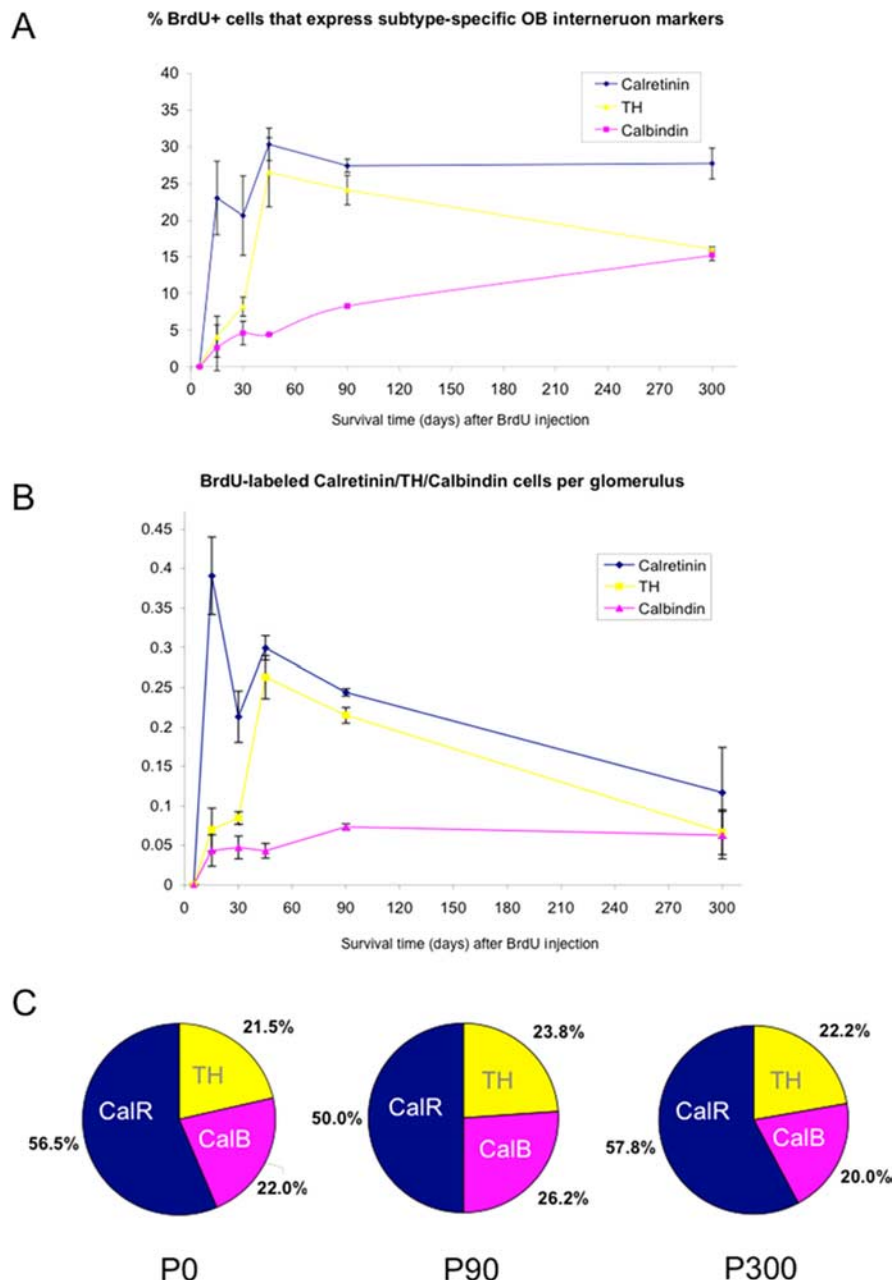 A
% BrdU+ cells that express subtype-specific OB interneruon markers
40
35
30
25
20
15
10
5
0
Calretinin
TH
Calbindin
0 30 60 90 120 150 180 210 240 270 300
Survival time (days) after BrdU injection
B
BrdU-labeled Calretinin/TH/Calbindin cells per glomerulus
0.45
0.4
0.35
0.3
0.25
0.2
0.15
0.1
0.05
0
Calretinin
TH
Calbindin
0 30 60 90 120 150 180 210 240 270 300
Survival time (days) after BrdU injection
C
21.5%
TH
CalR
CalB
56.5%
22.0%
P0
23.8%
TH
CalR
50.0%
CalB
26.2%
P90
22.2%
TH
CalR
CalB
57.8%
20.0%
P300